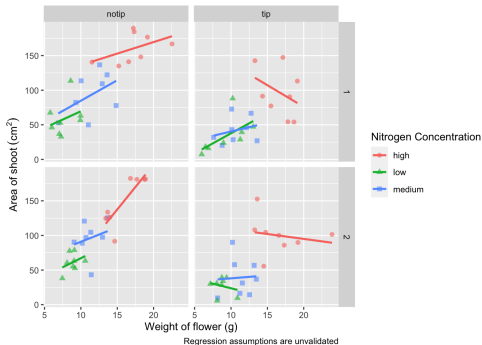 notip
tip
150
100
50
0
1
150
100
50
0
2
5
10
15
20
5
10
15
20
Area of shoot (cm²)
Weight of flower (g)
Nitrogen Concentration
high
low
medium
Regression assumptions are unvalidated